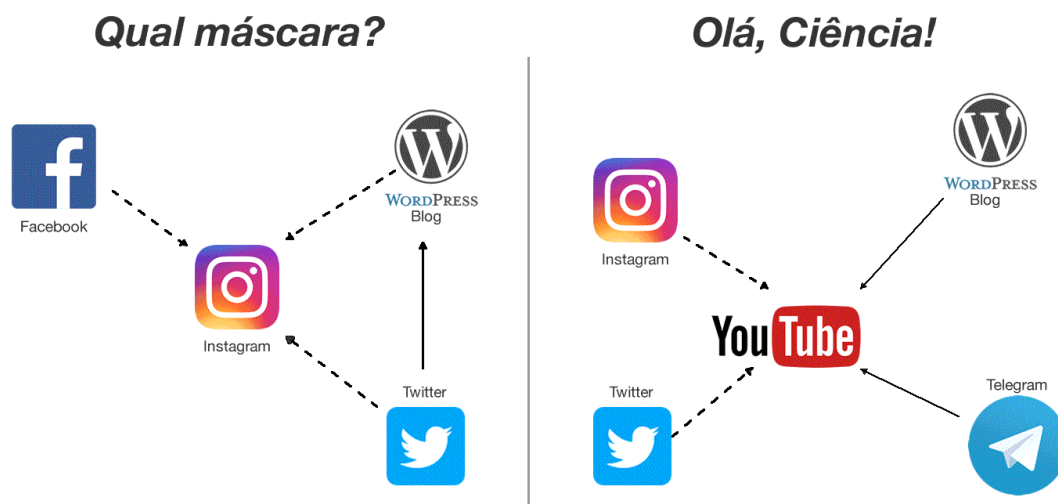 Qual máscara?
Facebook
WORDPRESS
Blog
Instagram
Twitter
Olá, Ciência!
WORDPRESS
Blog
Instagram
YouTube
Twitter
Telegram